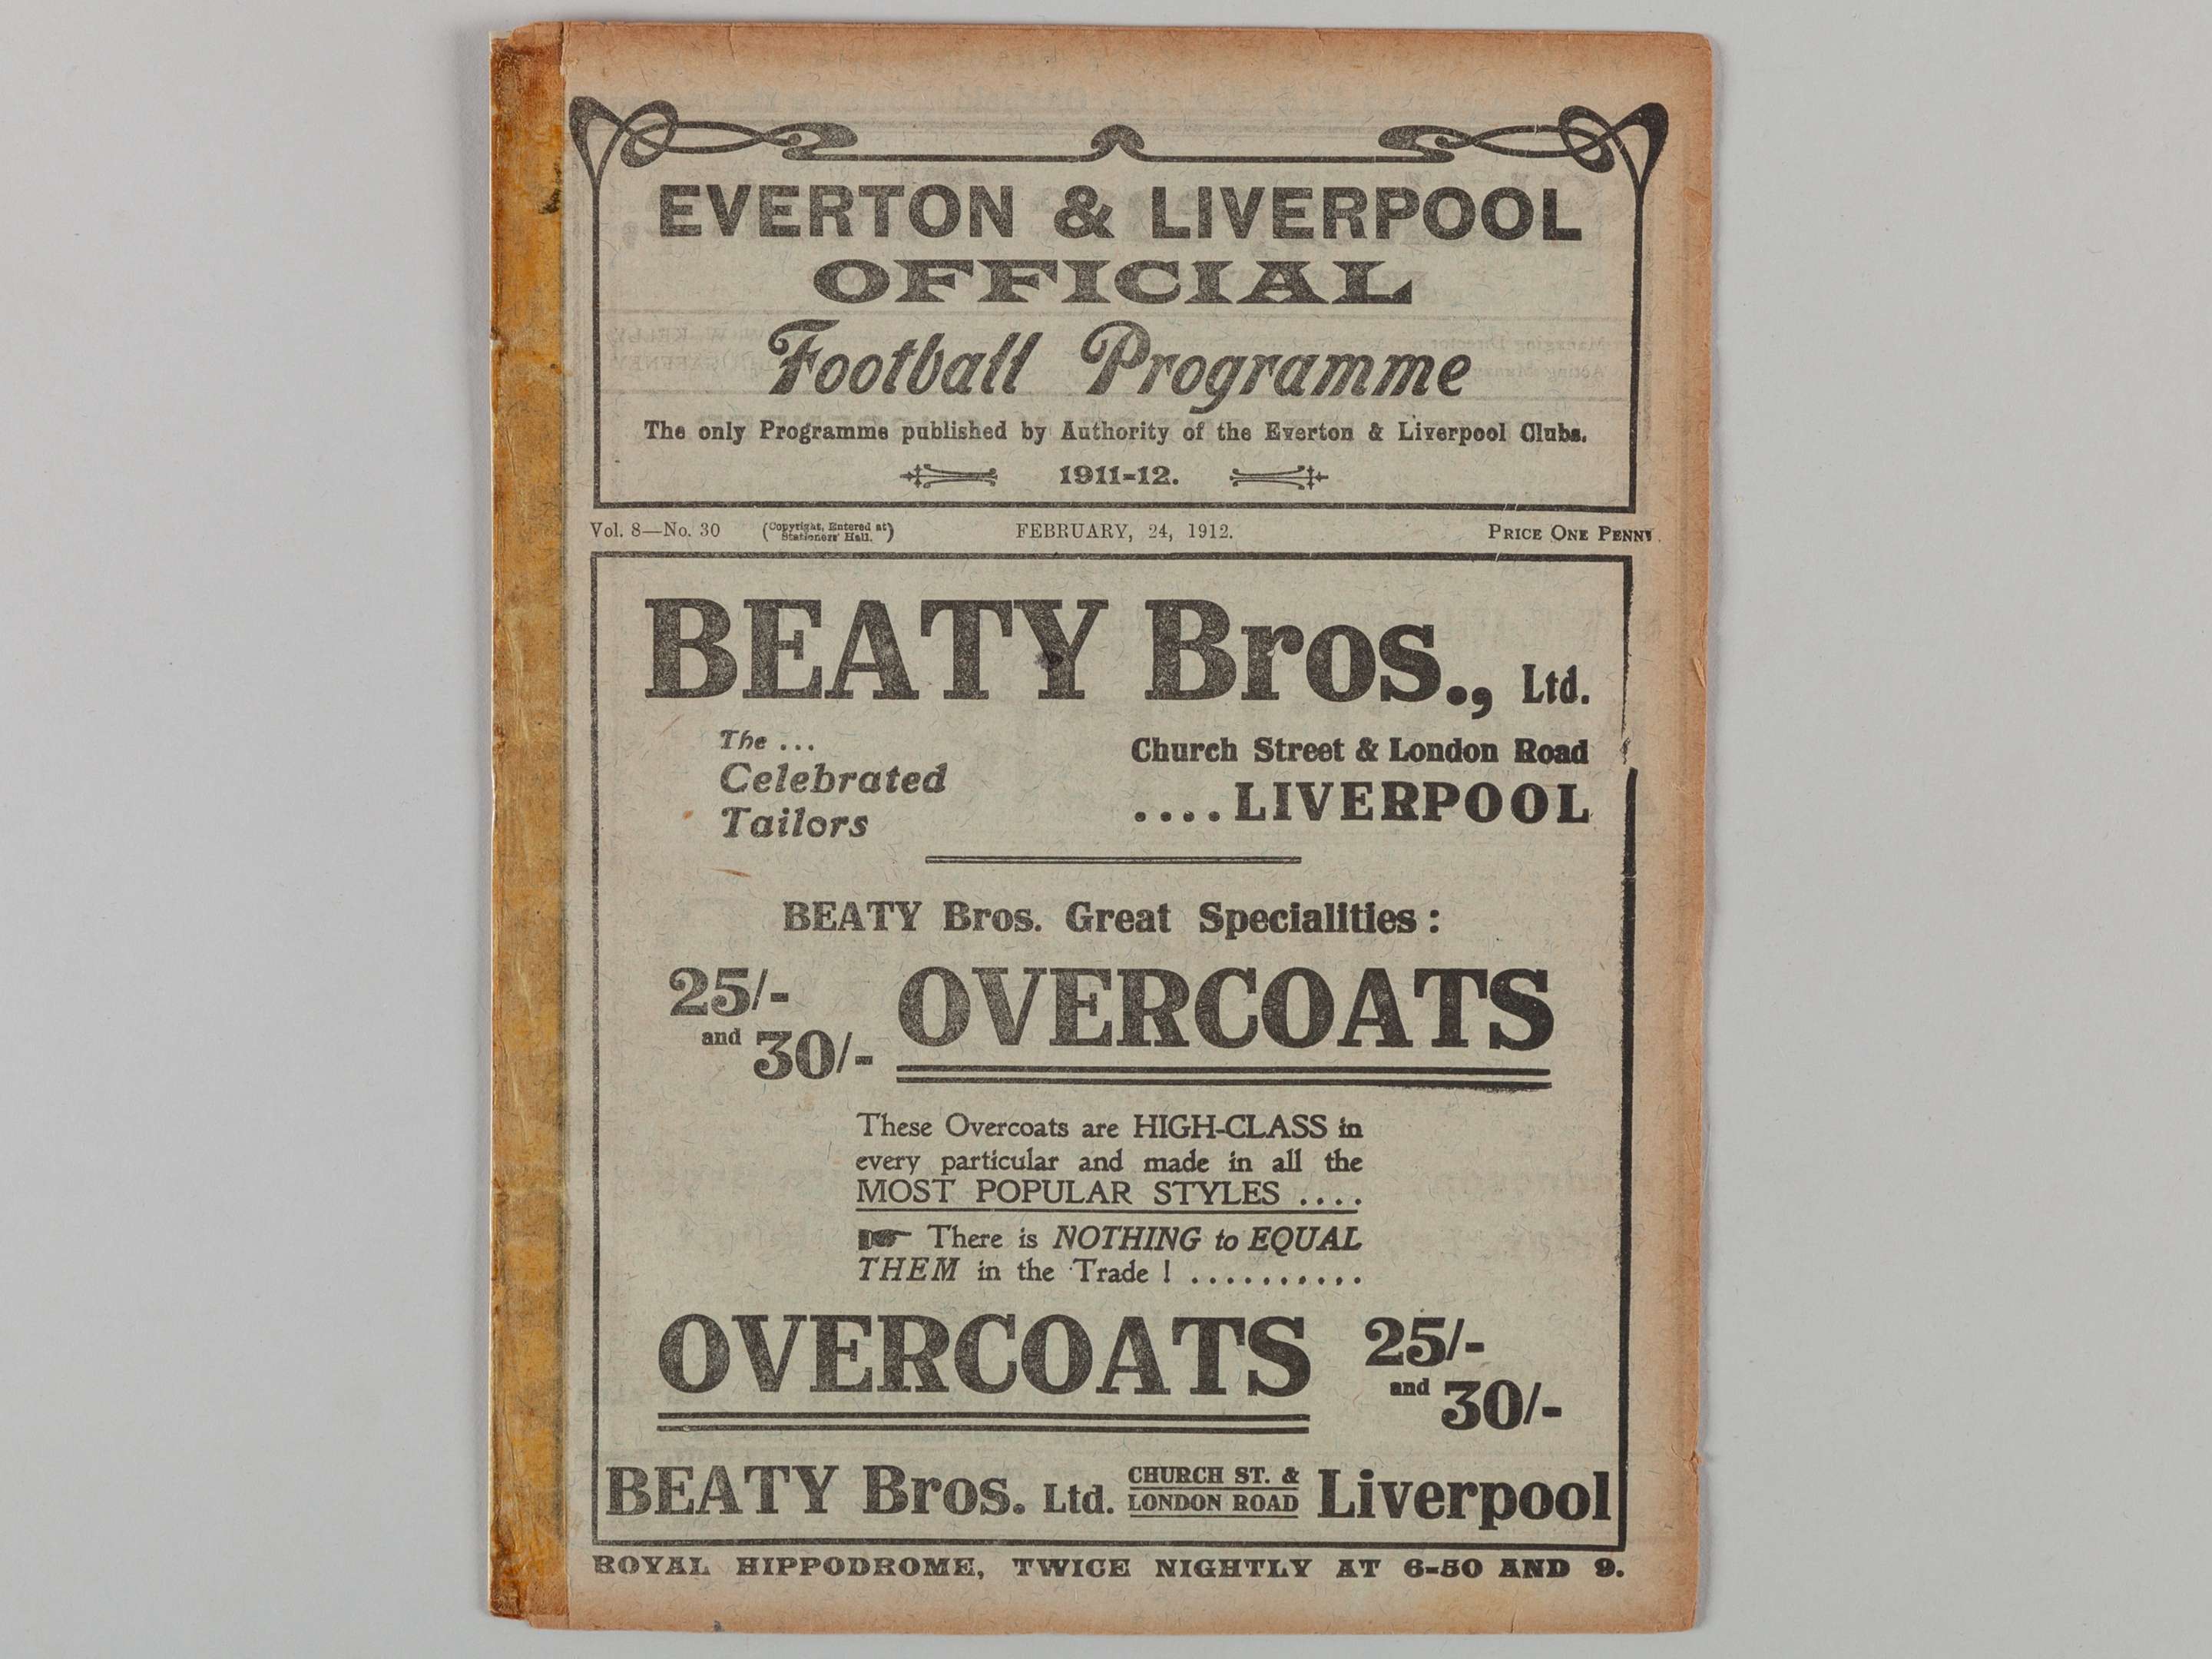 EVERTON & LIVERPOOL
OFFICIAL
Football Programme
The only Programme published by Authority of the Everton & Liverpool Clubs.
1911-12.
Vol. 8—No. 30 (Copyright, Entered at Stationers' Hall.) FEBRUARY, 24, 1912. PRICE ONE PENNY.
BEATY Bros., Ltd.
The ...
Celebrated
Tailors
Church Street & London Road
....LIVERPOOL
BEATY Bros. Great Specialities :
25/- and 30/- OVERCOATS
These Overcoats are HIGH-CLASS in
every particular and made in all the
MOST POPULAR STYLES ....
☛ There is NOTHING to EQUAL
THEM in the Trade ! ..........
OVERCOATS 25/- and 30/-
BEATY Bros. Ltd. CHURCH ST. & LONDON ROAD Liverpool
ROYAL HIPPODROME, TWICE NIGHTLY AT 6-50 AND 9.